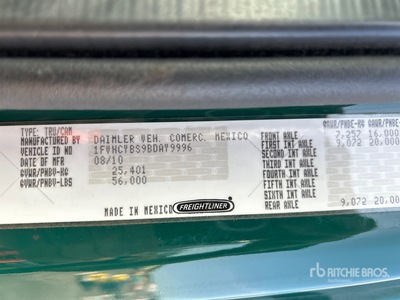 TYPE: TRU/CAM
MANUFACTURED BY DAIMLER VEH. COMERC. MEXICO
VEHICLE ID NO 1FVHCYBS9BDAY9996
DATE OF MFR 08/10
GVWR/PNBV-KG 25,401
GVWR/PNBV-LBS 56,000
MADE IN MEXICO FREIGHTLINER
GAWR/PNBE-KG GAWR/PNBE-
FRONT AXLE 7,257 16,000
FIRST INT AXLE 9,072 20,000
SECOND INT AXLE
THIRD INT AXLE
FOURTH INT AXLE
FIFTH INT AXLE
SIXTH INT AXLE
REAR AXLE 9,072 20,00
rb RITCHIE BROS.